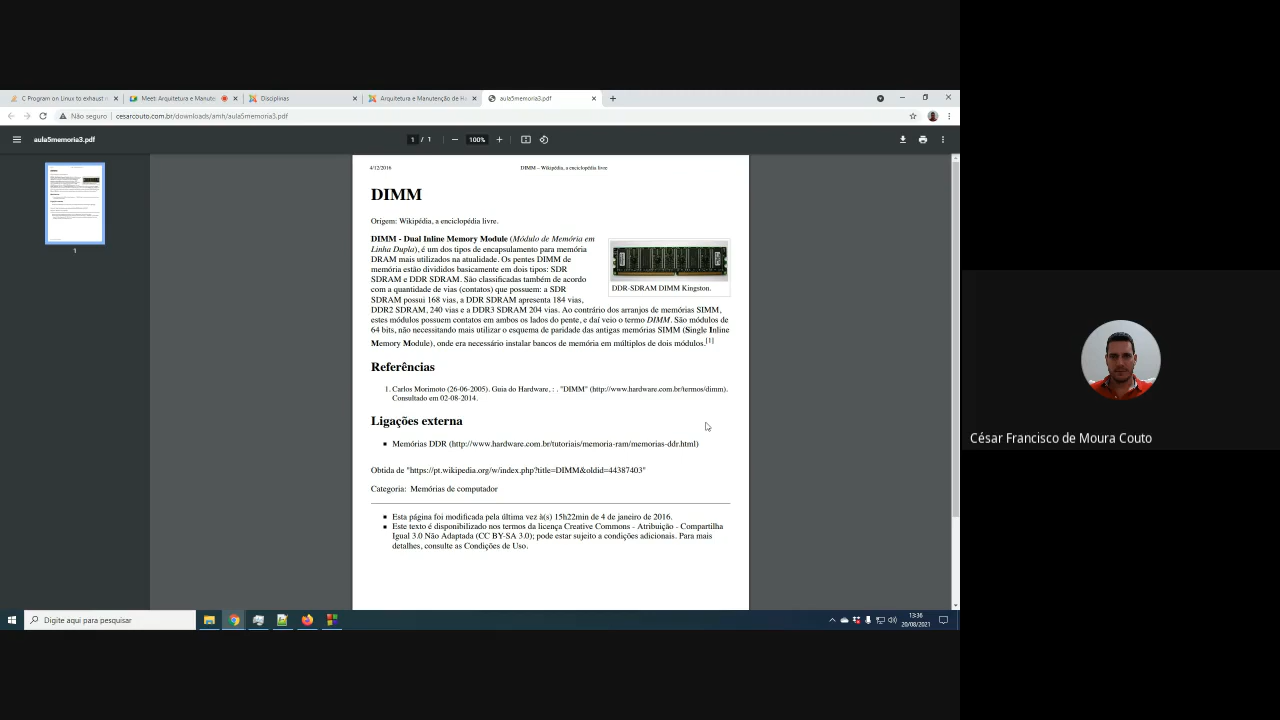 C Program on Linux to exhaust
Meet: Arquitetura e Manute
Disciplinas
Arquitetura e Manutenção de H
aula5memoria3.pdf
Não seguro
cesarcouto.com.br/downloads/amh/aula5memoria3.pdf
aula5memoria3.pdf
1 / 1
100%
4/12/2016
DIMM – Wikipédia, a enciclopédia livre
DIMM
Origem: Wikipédia, a enciclopédia livre.
DIMM - Dual Inline Memory Module (Módulo de Memória em
Linha Dupla), é um dos tipos de encapsulamento para memória
DRAM mais utilizados na atualidade. Os pentes DIMM de
memória estão divididos basicamente em dois tipos: SDR
SDRAM e DDR SDRAM. São classificadas também de acordo
com a quantidade de vias (contatos) que possuem: a SDR
SDRAM possui 168 vias, a DDR SDRAM apresenta 184 vias,
DDR2 SDRAM, 240 vias e a DDR3 SDRAM 204 vias. Ao contrário dos arranjos de memórias SIMM,
estes módulos possuem contatos em ambos os lados do pente, e daí veio o termo DIMM. São módulos de
64 bits, não necessitando mais utilizar o esquema de paridade das antigas memórias SIMM (Single Inline
Memory Module), onde era necessário instalar bancos de memória em múltiplos de dois módulos.[1]
DDR-SDRAM DIMM Kingston.
Referências
1. Carlos Morimoto (26-06-2005). Guia do Hardware, : . "DIMM" (http://www.hardware.com.br/termos/dimm).
Consultado em 02-08-2014.
Ligações externa
Memórias DDR (http://www.hardware.com.br/tutoriais/memoria-ram/memorias-ddr.html)
Obtida de "https://pt.wikipedia.org/w/index.php?title=DIMM&oldid=44387403"
Categoria: Memórias de computador
Esta página foi modificada pela última vez à(s) 15h22min de 4 de janeiro de 2016.
Este texto é disponibilizado nos termos da licença Creative Commons - Atribuição - Compartilha
Igual 3.0 Não Adaptada (CC BY-SA 3.0); pode estar sujeito a condições adicionais. Para mais
detalhes, consulte as Condições de Uso.
1
César Francisco de Moura Couto
Digite aqui para pesquisar
13:36
20/08/2021